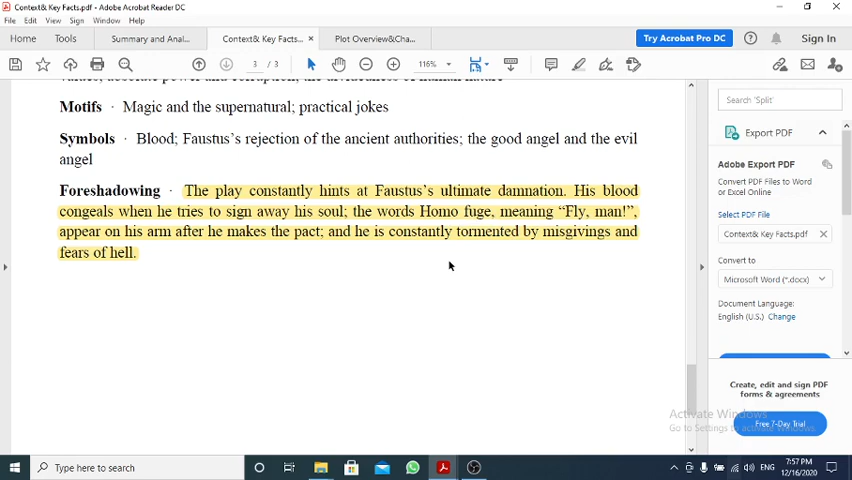 Context& Key Facts.pdf - Adobe Acrobat Reader DC
File Edit View Sign Window Help
Home Tools Summary and Anal... Context& Key Facts... × Plot Overview&Cha... Try Acrobat Pro DC Sign In
3 / 3 116%
Motifs · Magic and the supernatural; practical jokes
Symbols · Blood; Faustus's rejection of the ancient authorities; the good angel and the evil
angel
Foreshadowing · The play constantly hints at Faustus's ultimate damnation. His blood
congeals when he tries to sign away his soul; the words Homo fuge, meaning “Fly, man!”,
appear on his arm after he makes the pact; and he is constantly tormented by misgivings and
fears of hell.
Search 'Split'
Export PDF
Adobe Export PDF
Convert PDF Files to Word
or Excel Online
Select PDF File
Context& Key Facts.pdf
Convert to
Microsoft Word (*.docx)
Document Language:
English (U.S.) Change
Create, edit and sign PDF
forms & agreements
Free 7-Day Trial
Activate Windows
Go to Settings to activate Windows.
Type here to search
ENG
7:57 PM
12/16/2020